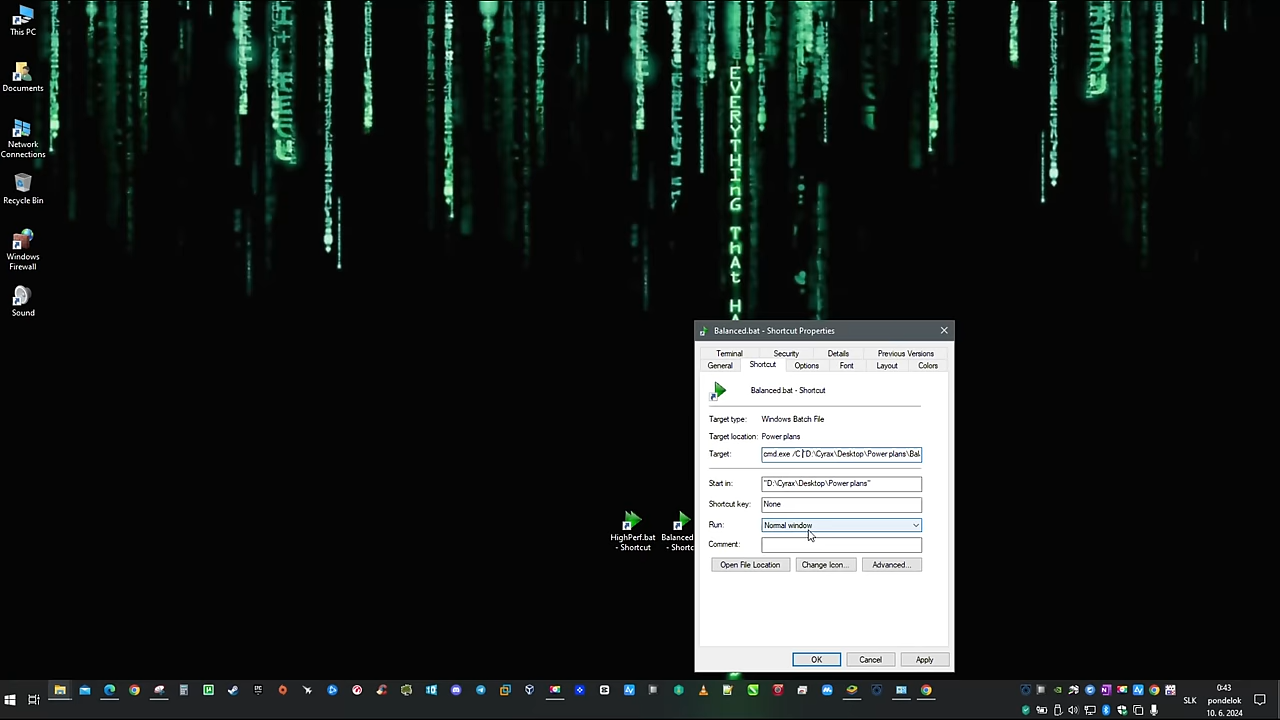 This PC
Documents
Network
Connections
Recycle Bin
Windows
Firewall
Sound
EVERYTHING THAT HA
HighPerf.bat
- Shortcut
Balanced
- Shortc
Balanced.bat - Shortcut Properties
Terminal Security Details Previous Versions
General Shortcut Options Font Layout Colors
Balanced.bat - Shortcut
Target type: Windows Batch File
Target location: Power plans
Target: cmd.exe /C "D:\Cyrax\Desktop\Power plans\Bal
Start in: "D:\Cyrax\Desktop\Power plans"
Shortcut key: None
Run: Normal window
Comment:
Open File Location Change Icon... Advanced...
OK Cancel Apply
SLK
0:43
pondelok
10. 6. 2024